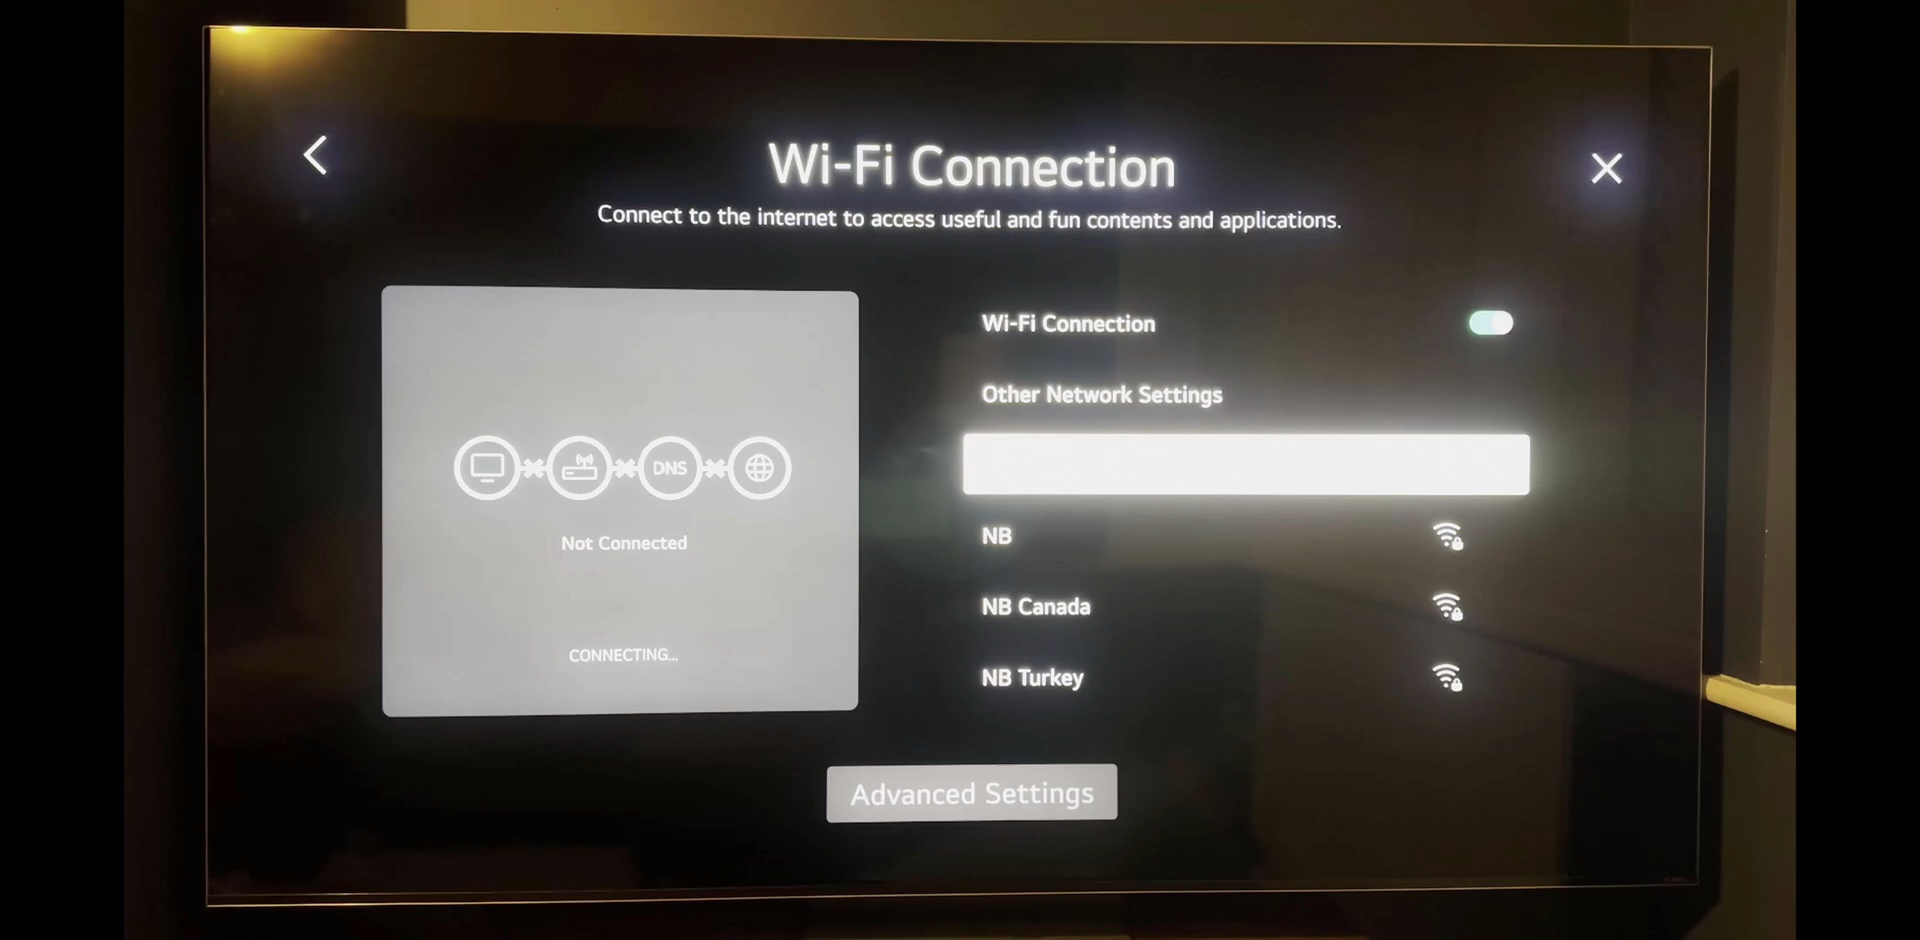 Wi-Fi Connection
Connect to the internet to access useful and fun contents and applications.
Wi-Fi Connection
Other Network Settings
DNS
NB
Not Connected
NB Canada
CONNECTING...
NB Turkey
Advanced Settings